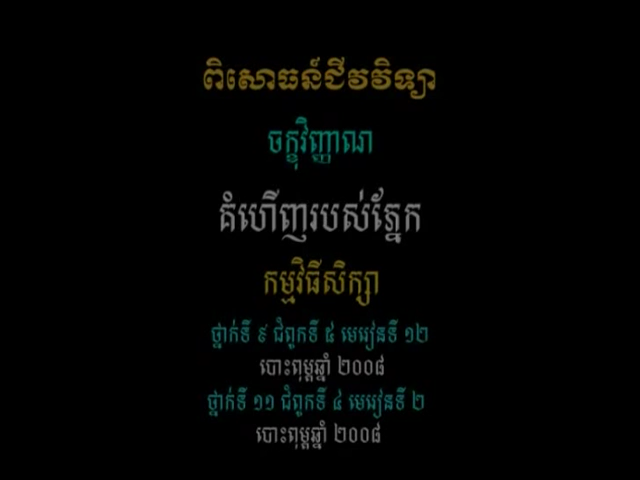 ពិសោធន៍ជីវវិទ្យា
ចក្ខុវិញ្ញាណ
គំហើញរបស់ភ្នែក
កម្មវិធីសិក្សា
ថ្នាក់ទី ៩ ជំពូកទី ៥ មេរៀនទី ១២
បោះពុម្ពឆ្នាំ ២០០៨
ថ្នាក់ទី ១១ ជំពូកទី ៤ មេរៀនទី ២
បោះពុម្ពឆ្នាំ ២០០៨